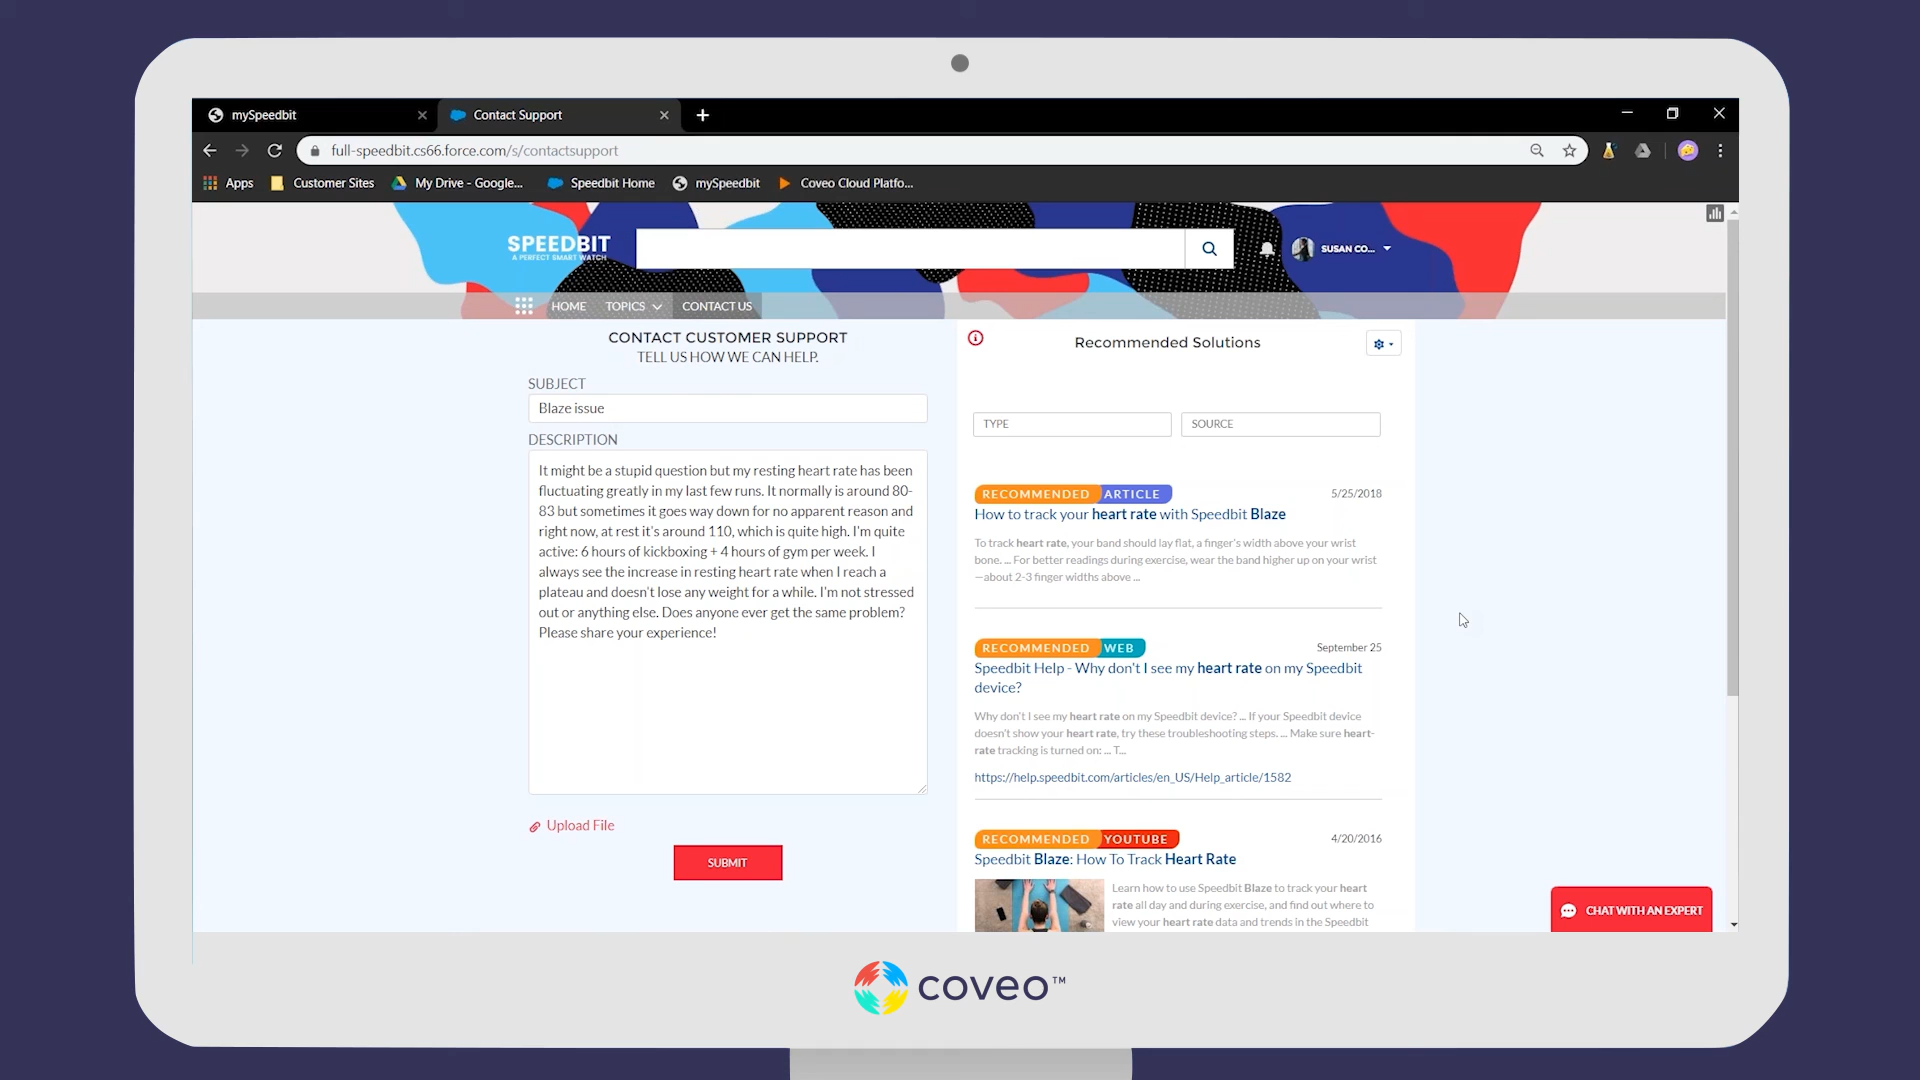 mySpeedbit
Contact Support
full-speedbit.cs66.force.com/s/contactsupport
Apps
Customer Sites
My Drive - Google...
Speedbit Home
mySpeedbit
Coveo Cloud Platfo...
SPEEDBIT
A PERFECT SMART WATCH
SUSAN CO...
HOME
TOPICS
CONTACT US
CONTACT CUSTOMER SUPPORT
TELL US HOW WE CAN HELP.
SUBJECT
Blaze issue
DESCRIPTION
It might be a stupid question but my resting heart rate has been
fluctuating greatly in my last few runs. It normally is around 80-
83 but sometimes it goes way down for no apparent reason and
right now, at rest it's around 110, which is quite high. I'm quite
active: 6 hours of kickboxing + 4 hours of gym per week. I
always see the increase in resting heart rate when I reach a
plateau and doesn't lose any weight for a while. I'm not stressed
out or anything else. Does anyone ever get the same problem?
Please share your experience!
Upload File
SUBMIT
Recommended Solutions
TYPE
SOURCE
RECOMMENDED ARTICLE
5/25/2018
How to track your heart rate with Speedbit Blaze
To track heart rate, your band should lay flat, a finger's width above your wrist
bone. ... For better readings during exercise, wear the band higher up on your wrist
—about 2-3 finger widths above ...
RECOMMENDED WEB
September 25
Speedbit Help - Why don't I see my heart rate on my Speedbit
device?
Why don't I see my heart rate on my Speedbit device? ... If your Speedbit device
doesn't show your heart rate, try these troubleshooting steps. ... Make sure heart-
rate tracking is turned on: ... T...
https://help.speedbit.com/articles/en_US/Help_article/1582
RECOMMENDED YOUTUBE
4/20/2016
Speedbit Blaze: How To Track Heart Rate
Learn how to use Speedbit Blaze to track your heart
rate all day and during exercise, and find out where to
view your heart rate data and trends in the Speedbit
CHAT WITH AN EXPERT
coveo™